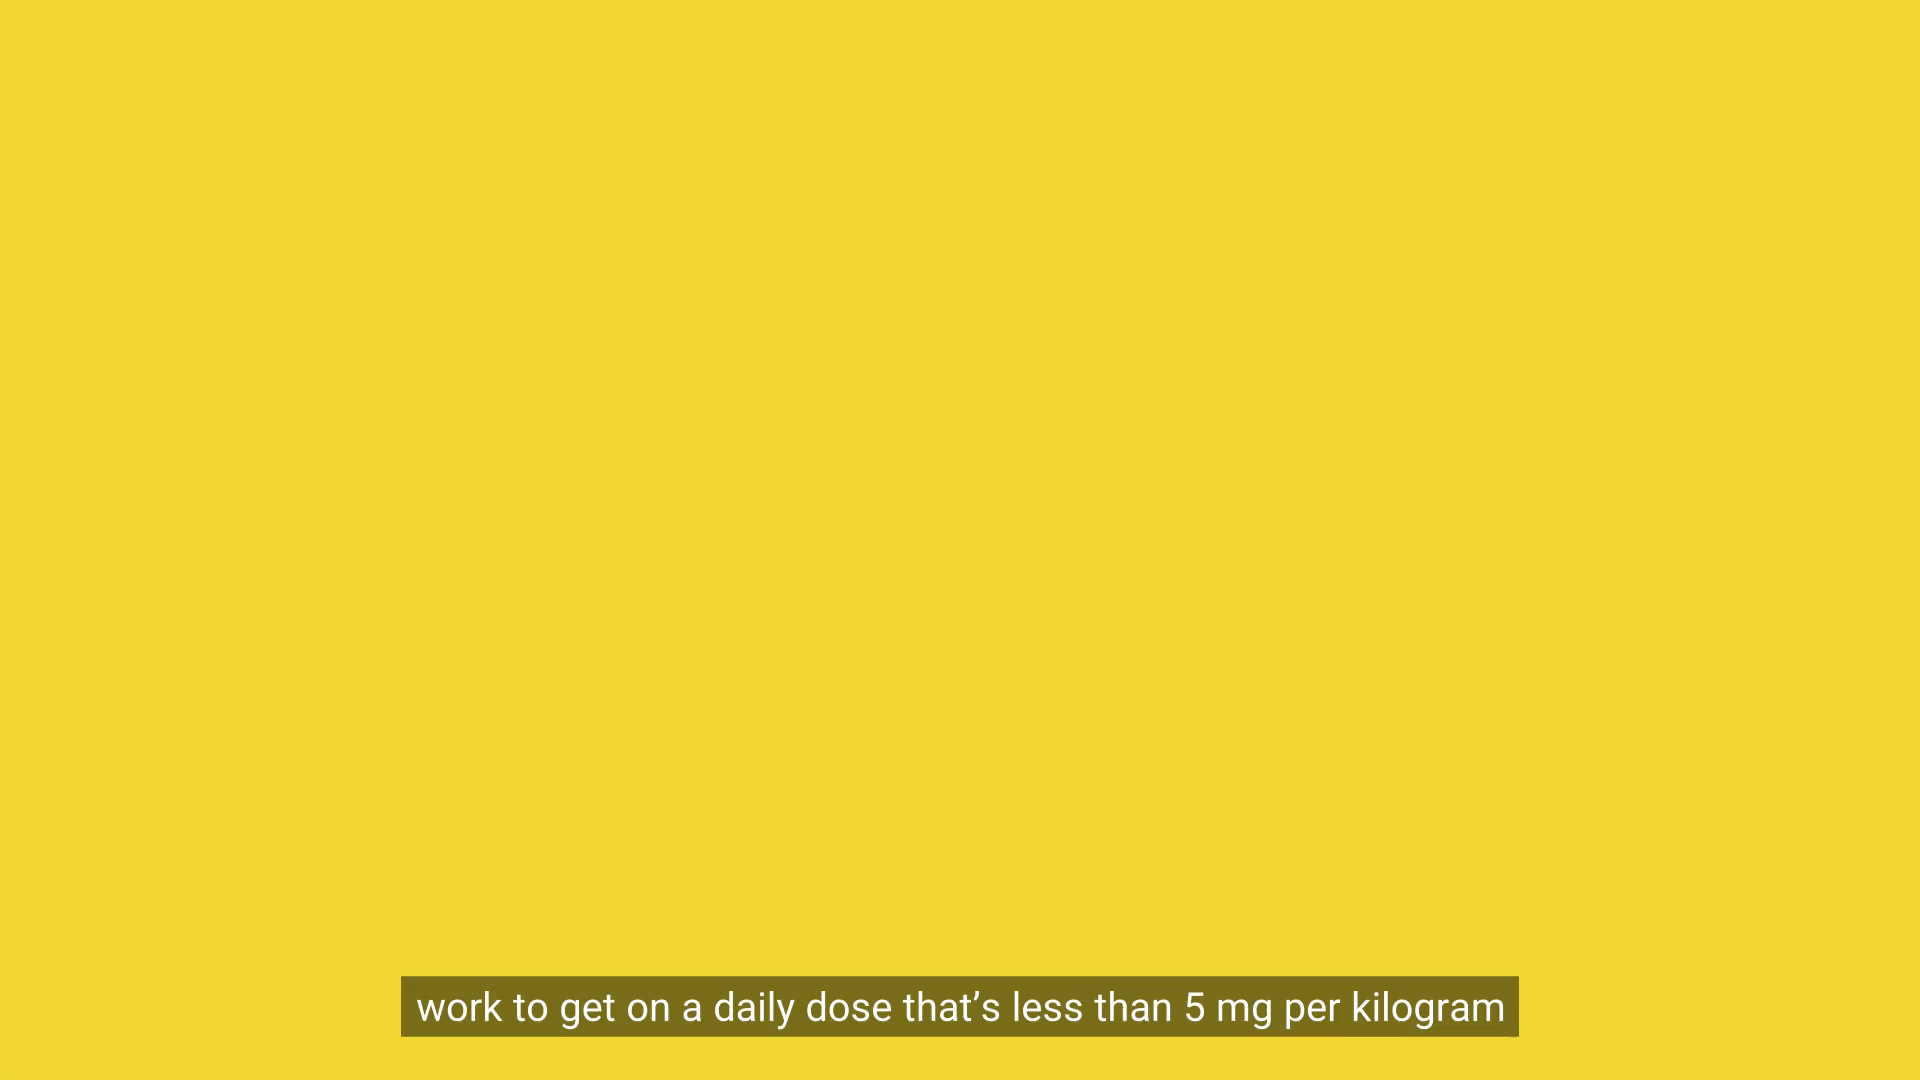 work to get on a daily dose that’s less than 5 mg per kilogram